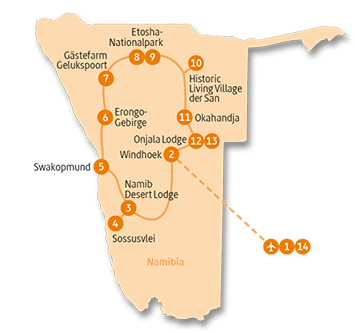 Etosha-
Nationalpark
8 9
Gästefarm
Gelukspoort
7
10
Historic
Living Village
der San
6
Erongo-
Gebirge
11 Okahandja
Onjala Lodge 12 13
Windhoek 2
Swakopmund 5
Namib
Desert Lodge
3
4
Sossusvlei
1 14
Namibia